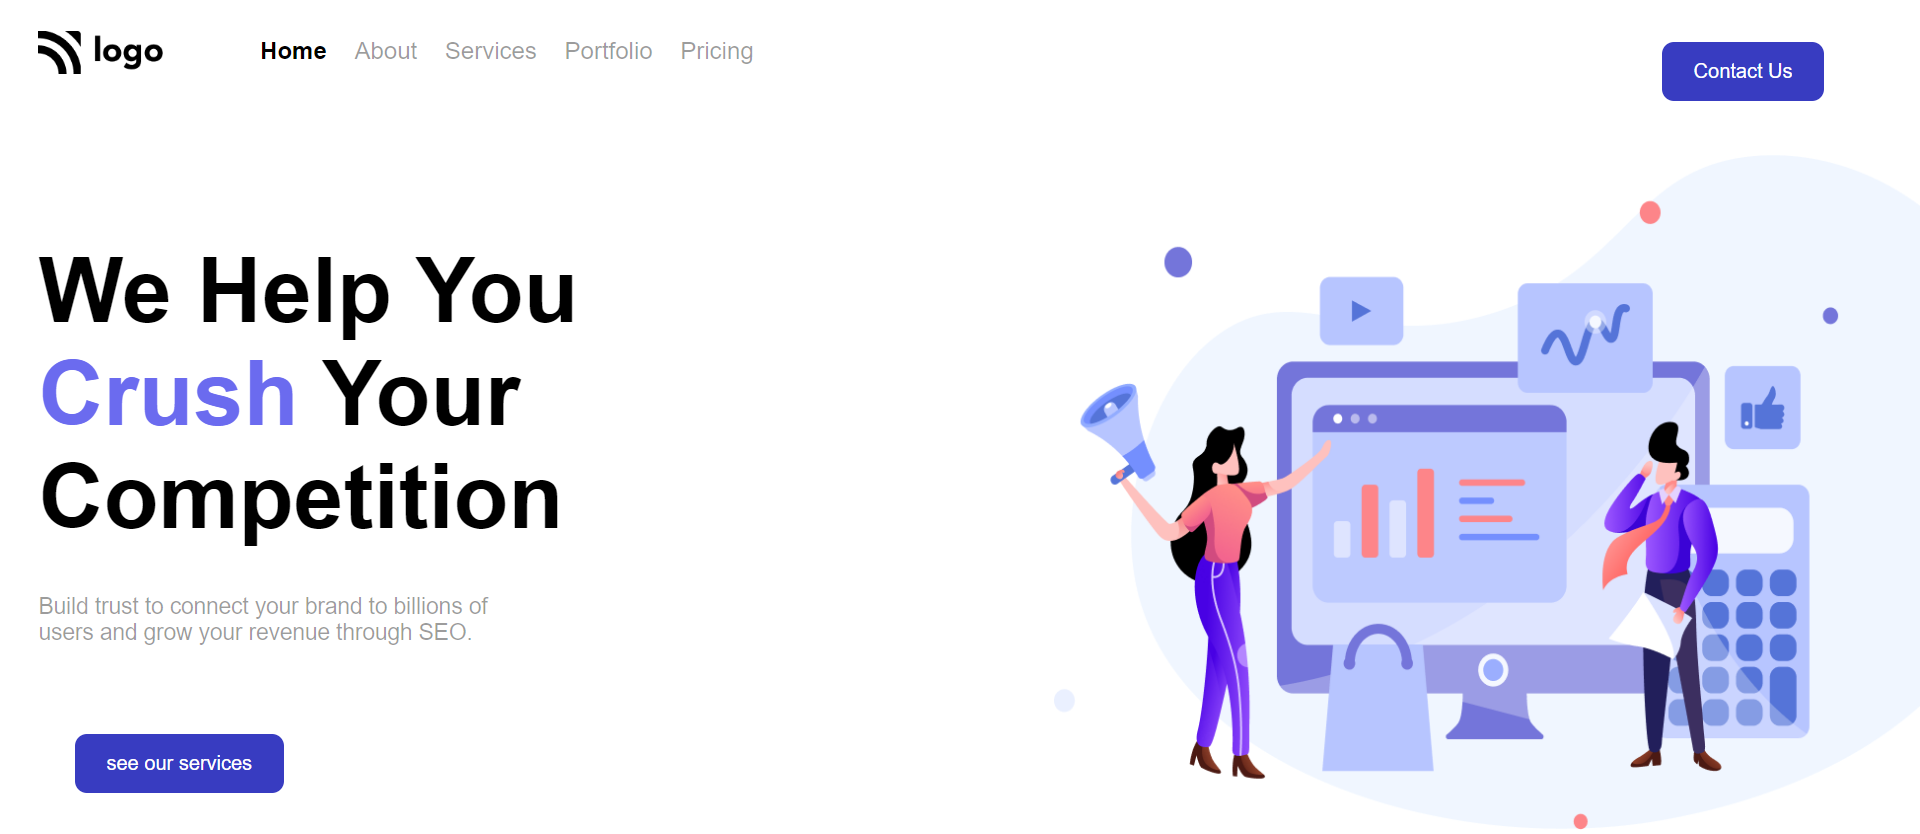 logo
Home About Services Portfolio Pricing
Contact Us
We Help You
Crush Your
Competition
Build trust to connect your brand to billions of
users and grow your revenue through SEO.
see our services